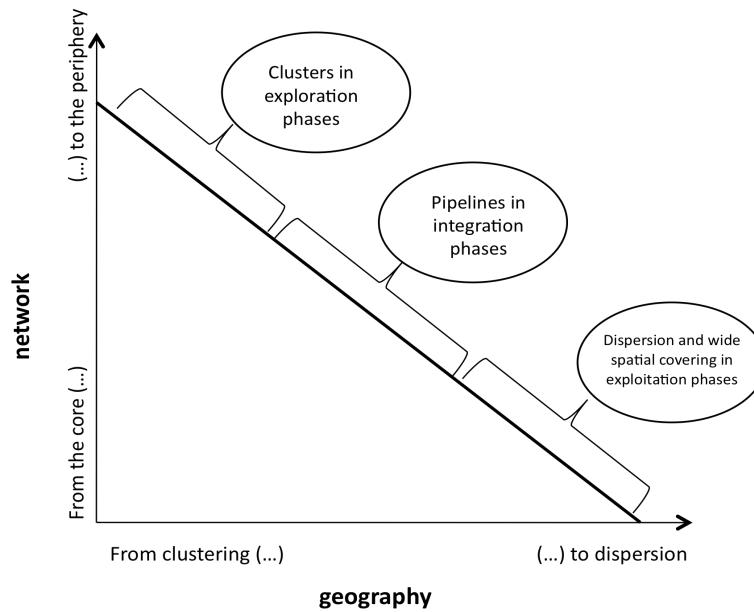 (...) to the periphery
Clusters in
exploration
phases
Pipelines in
integration
phases
network
Dispersion and wide
spatial covering in
exploitation phases
From the core (...)
From clustering (...)
(...) to dispersion
geography